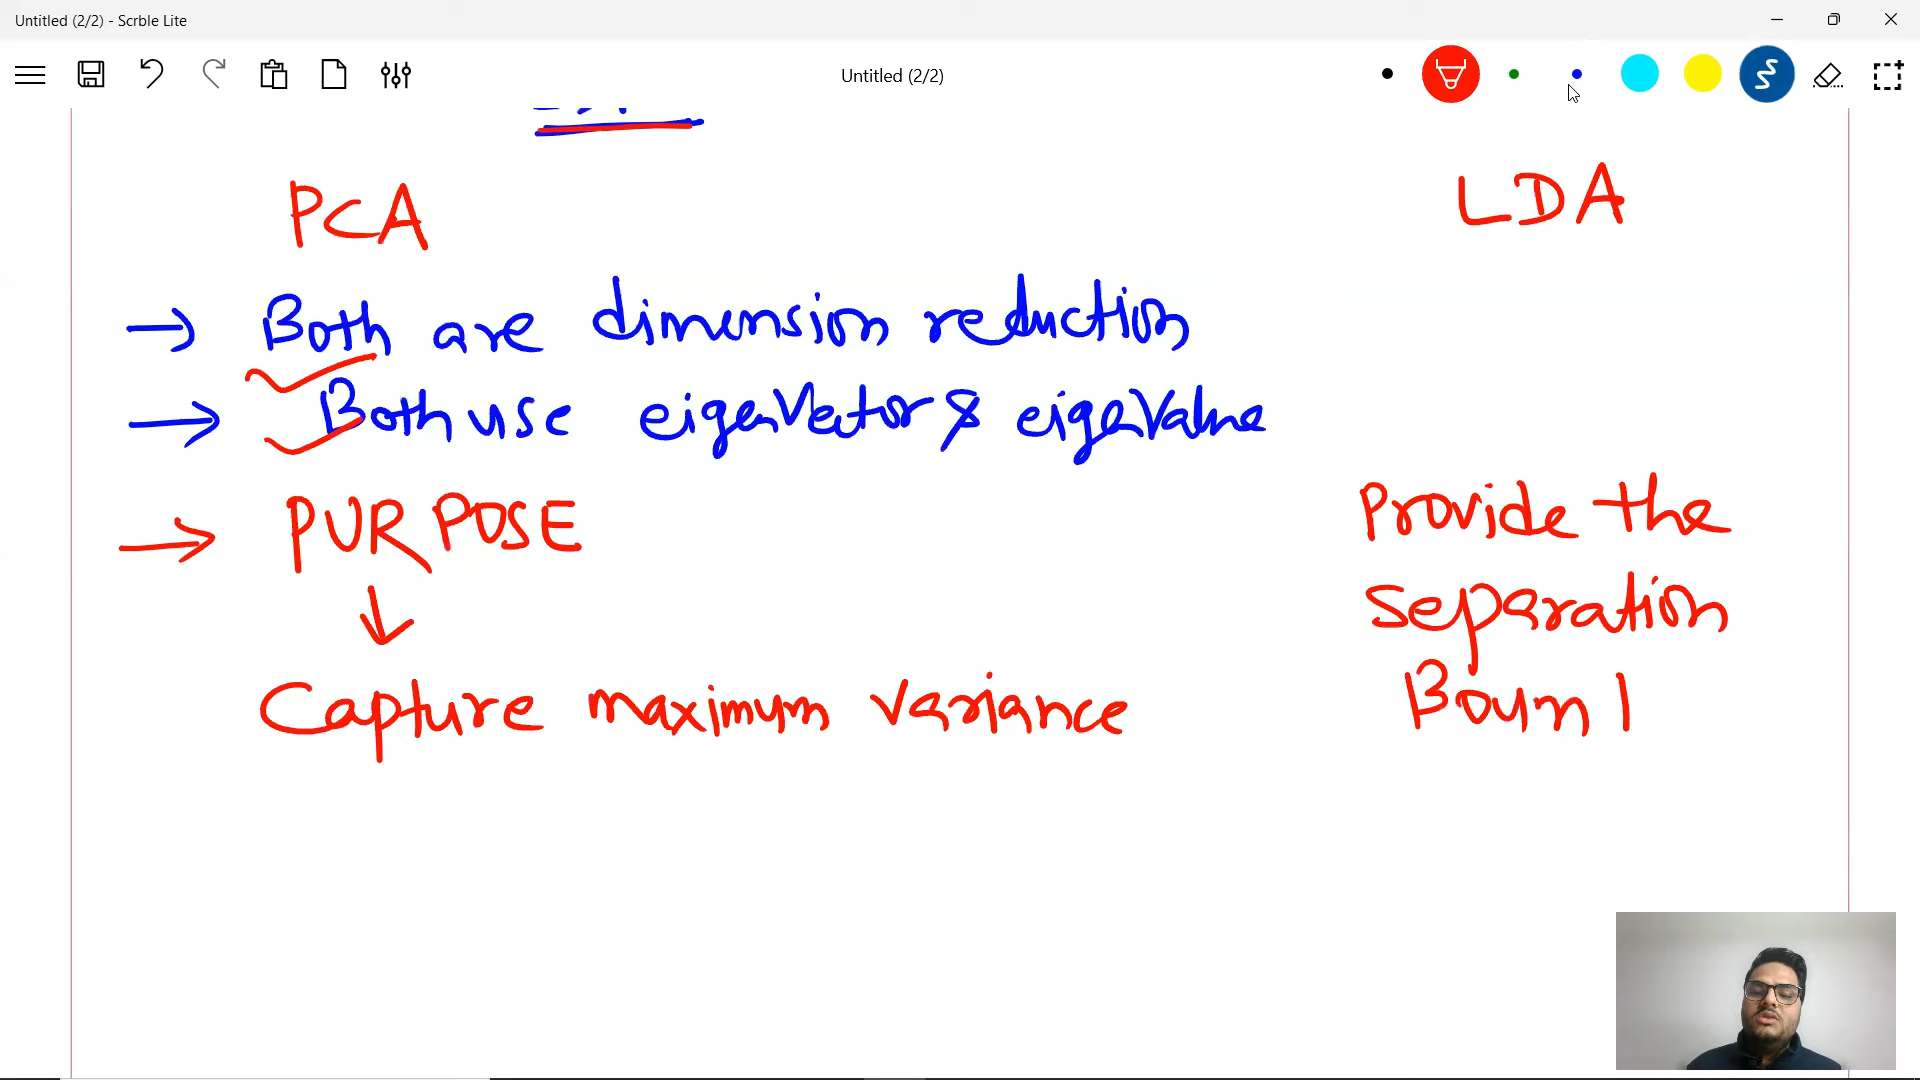 Untitled (2/2) - Scrble Lite
Untitled (2/2)
PCA
LDA
→ Both are dimension reduction
→ Both use eigenVector & eigenValue
→ PURPOSE
↓
Capture maximum variance
Provide the
separation